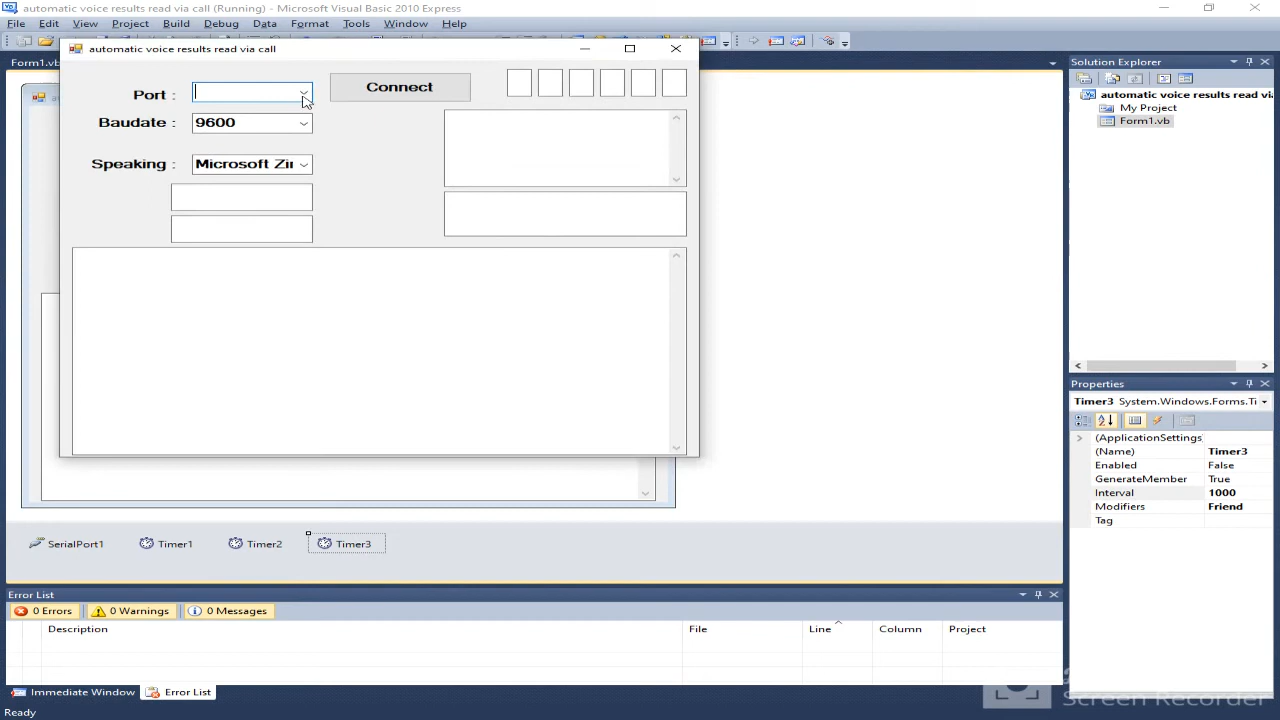 automatic voice results read via call (Running) - Microsoft Visual Basic 2010 Express
File Edit View Project Build Debug Data Format Tools Window Help
Form1.vb
automatic voice results read via call
Port :
Connect
Baudate : 9600
Speaking : Microsoft Zir
SerialPort1 Timer1 Timer2 Timer3
Error List
0 Errors 0 Warnings 0 Messages
Description File Line Column Project
Immediate Window Error List
Ready
Solution Explorer
automatic voice results read via
My Project
Form1.vb
Properties
Timer3 System.Windows.Forms.Ti
(ApplicationSettings
(Name) Timer3
Enabled False
GenerateMember True
Interval 1000
Modifiers Friend
Tag
Screen Recorder